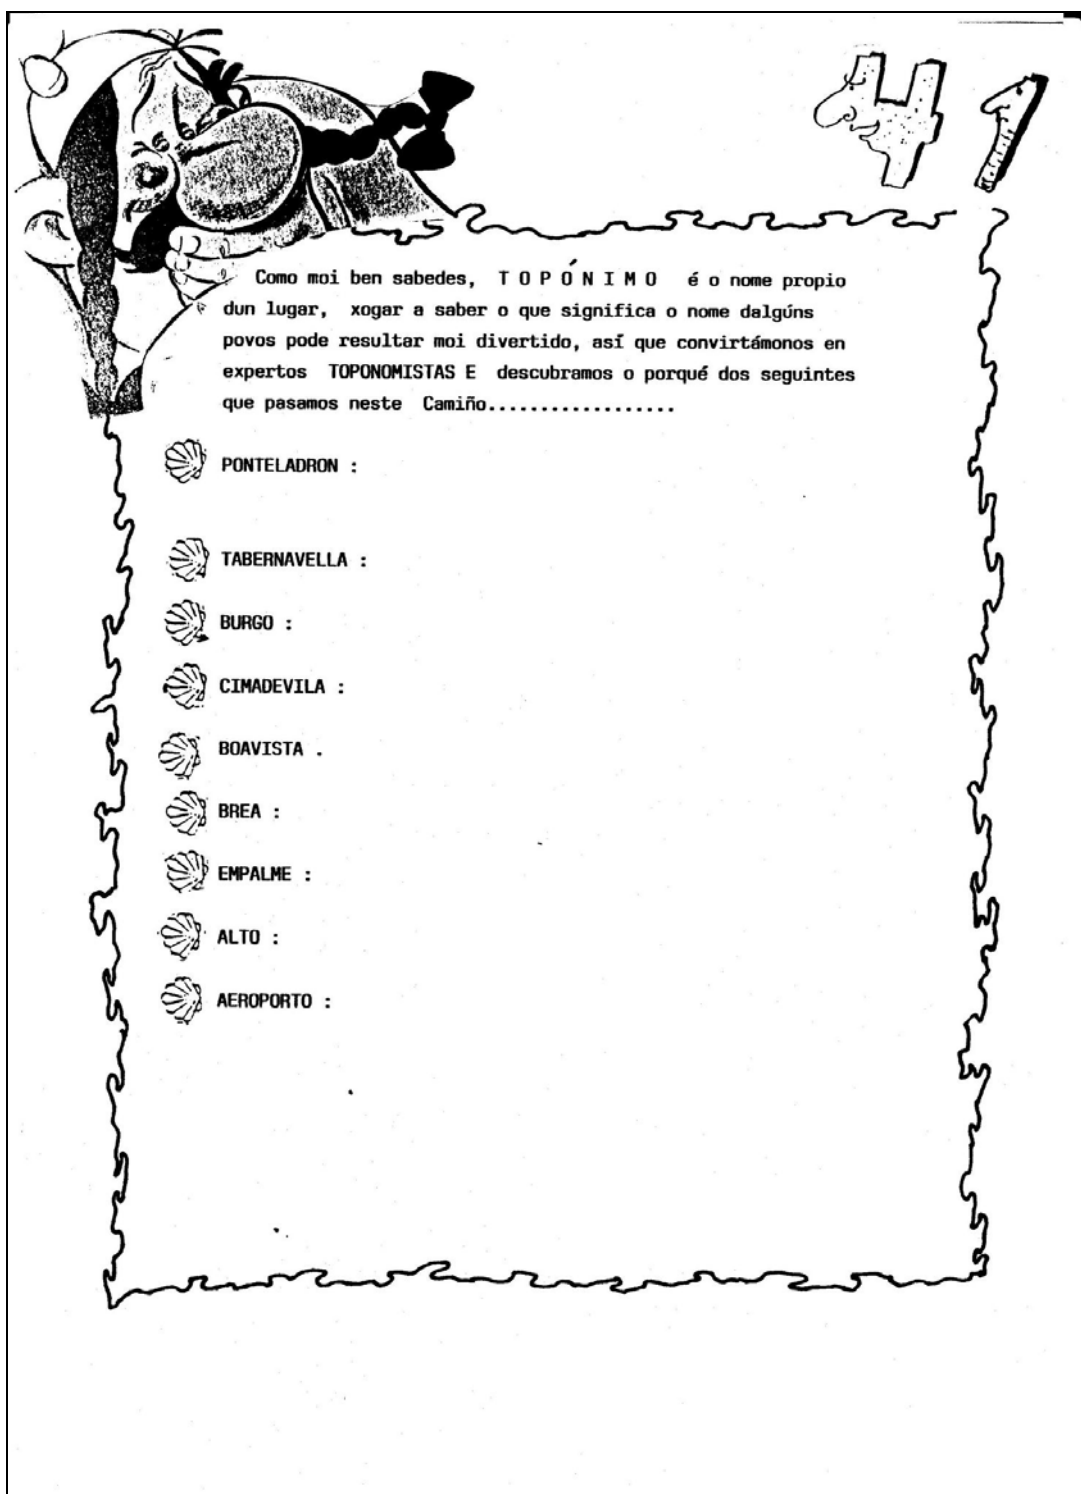 41
Como moi ben sabedes, T O P Ó N I M O é o nome propio
dun lugar, xogar a saber o que significa o nome dalgúns
povos pode resultar moi divertido, así que convirtámonos en
expertos TOPONOMISTAS E descubramos o porqué dos seguintes
que pasamos neste Camiño..................
PONTELADRON :
TABERNAVELLA :
BURGO :
CIMADEVILA :
BOAVISTA .
BREA :
EMPALME :
ALTO :
AEROPORTO :